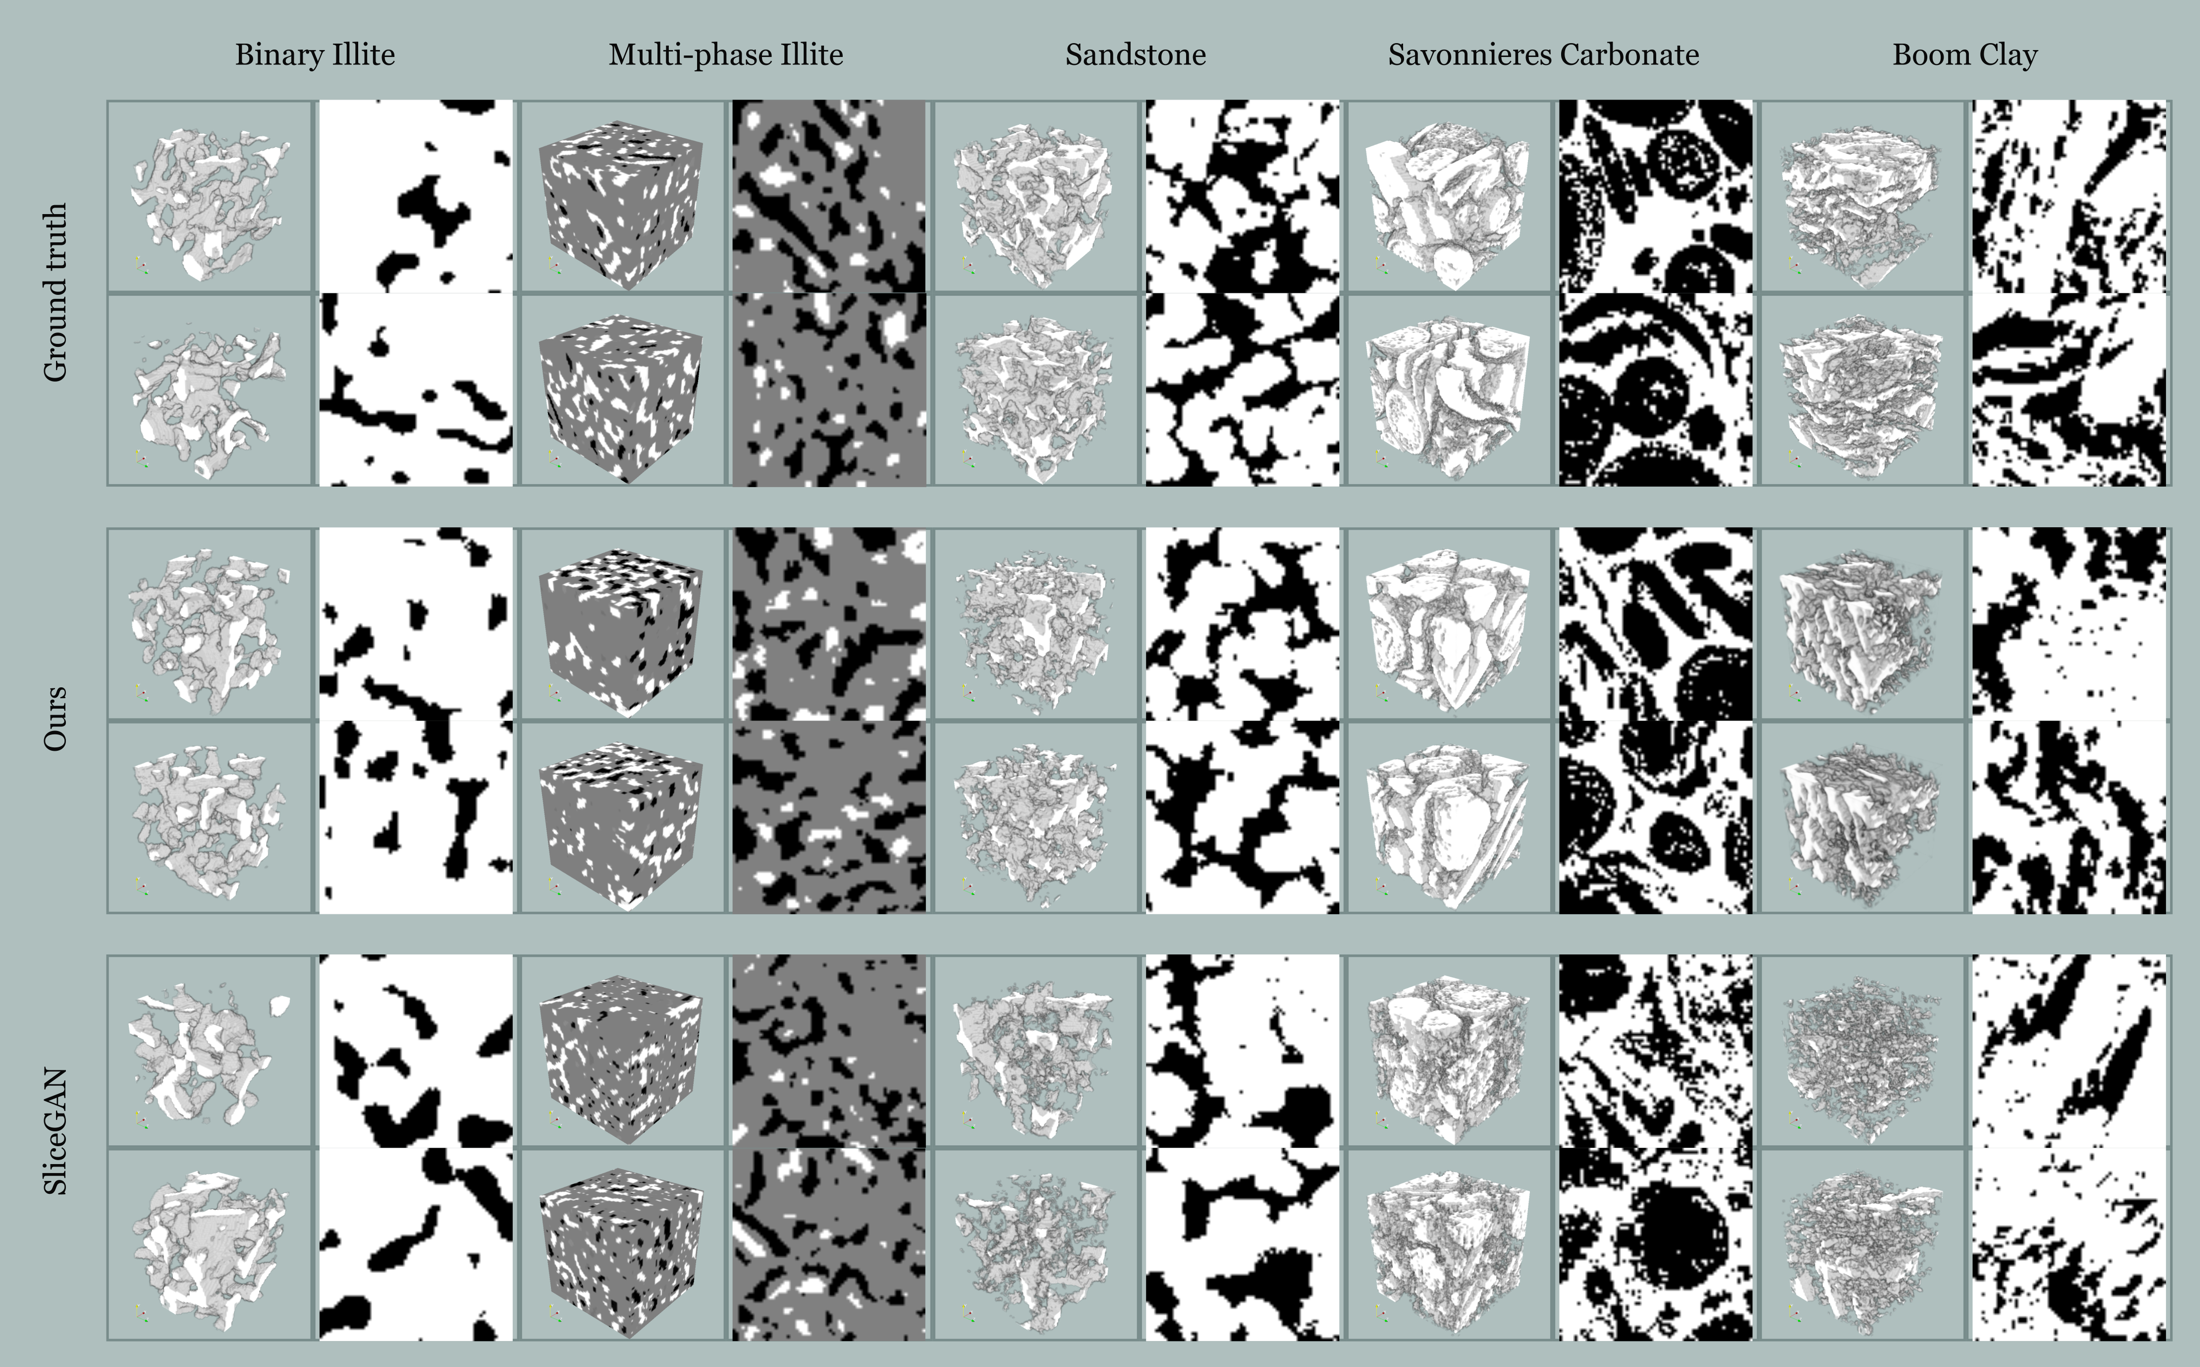 Binary Illite
Multi-phase Illite
Sandstone
Savonnieres Carbonate
Boom Clay
Ground truth
Ours
SliceGAN